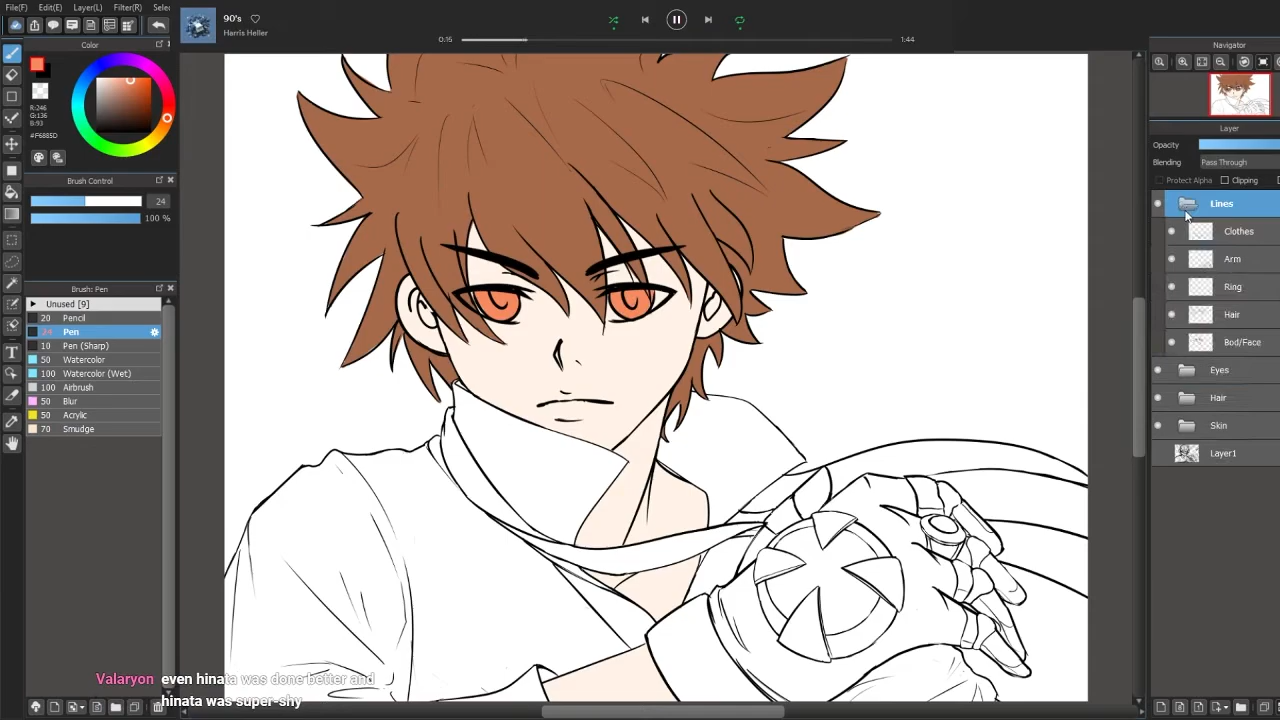 File(F) Edit(E) Layer(L) Filter(R) Selec
90's
Harris Heller
0:15 1:44
Color
R:246
G:136
B:93
#F6885D
Brush Control
24
100 %
Brush: Pen
Unused [9]
20 Pencil
24 Pen
10 Pen (Sharp)
50 Watercolor
100 Watercolor (Wet)
100 Airbrush
50 Blur
50 Acrylic
70 Smudge
Navigator
Layer
Opacity
Blending Pass Through
Protect Alpha Clipping
Lines
Clothes
Arm
Ring
Hair
Bod/Face
Eyes
Hair
Skin
Layer1
Valaryon even hinata was done better and
hinata was super-shy